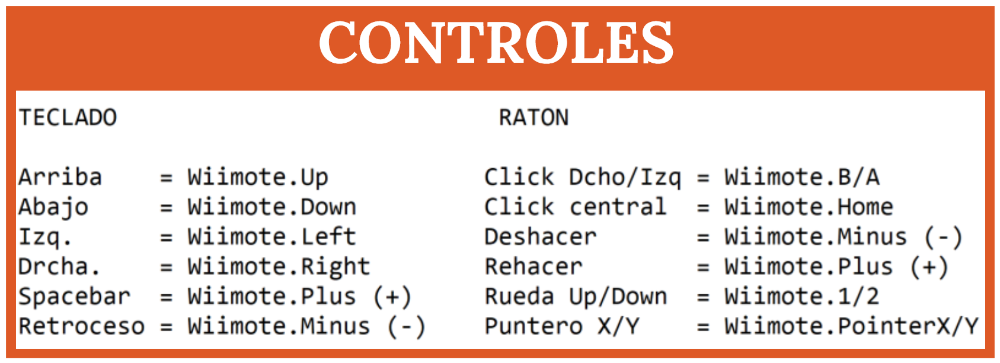 CONTROLES
TECLADO RATON
Arriba = Wiimote.Up Click Dcho/Izq = Wiimote.B/A
Abajo = Wiimote.Down Click central = Wiimote.Home
Izq. = Wiimote.Left Deshacer = Wiimote.Minus (-)
Drcha. = Wiimote.Right Rehacer = Wiimote.Plus (+)
Spacebar = Wiimote.Plus (+) Rueda Up/Down = Wiimote.1/2
Retroceso = Wiimote.Minus (-) Puntero X/Y = Wiimote.PointerX/Y